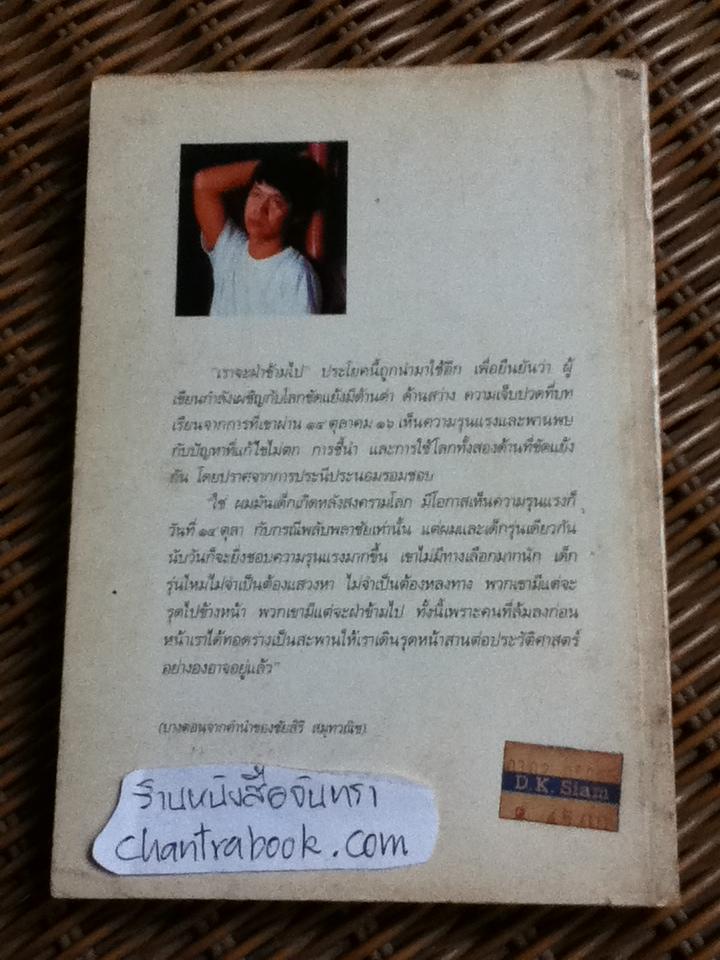 "เราจะฝ่าข้ามไป" ประโยคนี้ถูกนำมาใช้อีก เพื่อยืนยันว่า ผู้
เขียนกำลังเผชิญกับโลกขัดแย้งมีด้านดำ ด้านสว่าง ความเจ็บปวดที่บท
เรียนจากการที่เขาผ่าน ๑๔ ตุลาคม ๑๖ เห็นความรุนแรงและพานพบ
กับปัญหาที่แก้ไขไม่ตก การชี้นำ และการใช้โลกทั้งสองด้านที่ขัดแย้ง
กัน โดยปราศจากการประนีประนอมรอมชอบ
"ใช่ ผมมันเด็กเกิดหลังสงครามโลก มีโอกาสเห็นความรุนแรงก็
วันที่ ๑๔ ตุลา กับกรณีพลับพลาชัยเท่านั้น แต่ผมและเด็กรุ่นเดียวกัน
นับวันก็จะยิ่งชอบความรุนแรงมากขึ้น เขาไม่มีทางเลือกมากนัก เด็ก
รุ่นใหม่ไม่จำเป็นต้องแสวงหา ไม่จำเป็นต้องหลงทาง พวกเขามีแต่จะ
รุดไปข้างหน้า พวกเขามีแต่จะฝ่าข้ามไป ทั้งนี้เพราะคนที่ล้มลงก่อน
หน้าเราได้ทอดร่างเป็นสะพานให้เราเดินรุดหน้าสานต่อประวัติศาสตร์
อย่างองอาจอยู่แล้ว"
(บางตอนจากคำนำของชัยสิริ สมุทวณิช)
D.K. Siam
ร้านหนังสือจันทรา
chantrabook.com